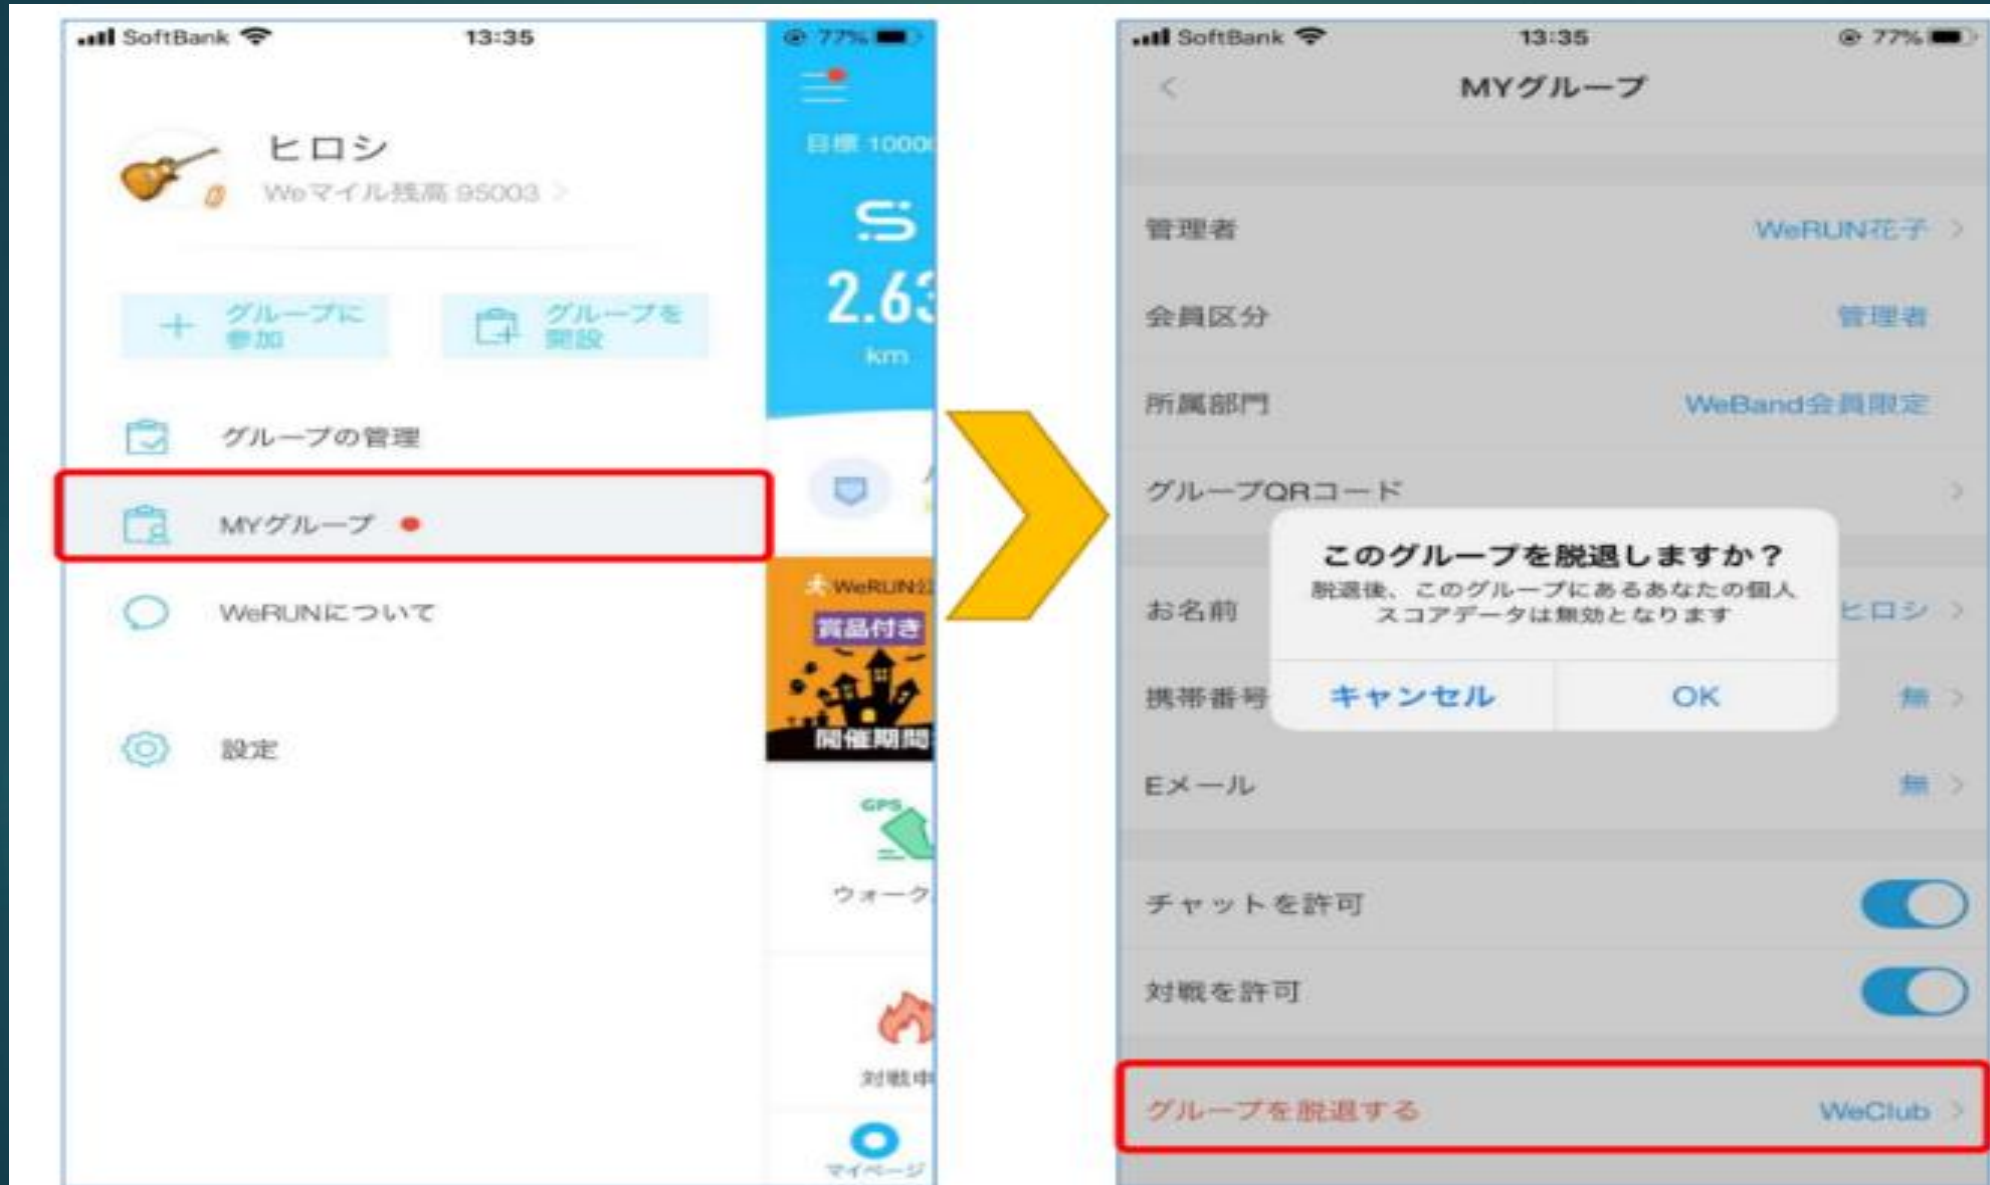 SoftBank 13:35 77%
ヒロシ
Weマイル残高 95003 >
グループに
参加
グループを
開設
グループの管理
MYグループ
WeRUNについて
設定
目標 10000
2.63
km
WeRUN公
賞品付き
開催期間
GPS
ウォーク
対戦申
マイページ
SoftBank 13:35 77%
< MYグループ
管理者 WeRUN花子 >
会員区分 管理者
所属部門 WeBand会員限定
グループQRコード >
このグループを脱退しますか？
脱退後、このグループにあるあなたの個人
スコアデータは無効となります
キャンセル OK
お名前 ヒロシ >
携帯番号 無 >
Eメール 無 >
チャットを許可
対戦を許可
グループを脱退する WeClub >